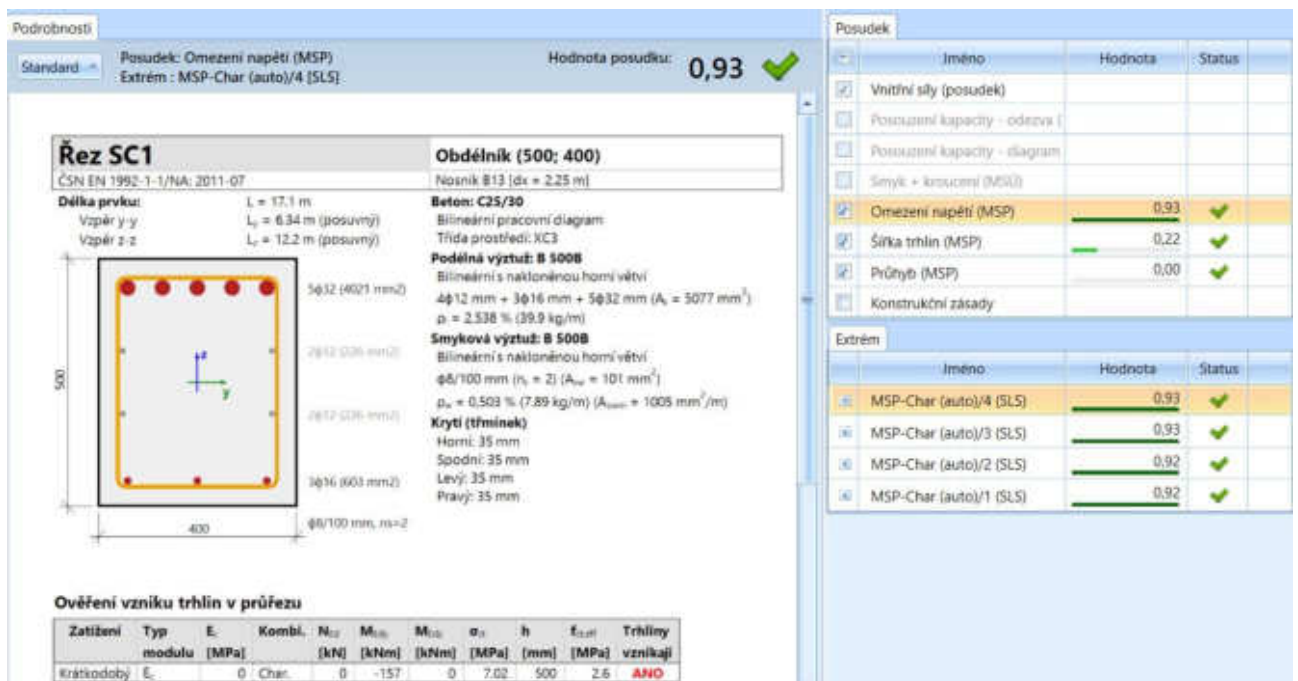 Podrobnosti
Standard
Posudek: Omezení napětí (MSP)
Extrém : MSP-Char (auto)/4 [SLS]
Hodnota posudku: 0,93
Řez SC1
Obdélník (500; 400)
ČSN EN 1992-1-1/NA: 2011-07
Nosník B13 [dx = 2.25 m]
Délka prvku: L = 17.1 m
Vzpěr y-y L = 6.34 m (posuvný)
Vzpěr z-z L = 12.2 m (posuvný)
Beton: C25/30
Bilineární pracovní diagram
Třída prostředí: XC3
Podélná výztuž: B 500B
Bilineární s nakloněnou horní větví
4ϕ12 mm + 3ϕ16 mm + 5ϕ32 mm (A = 5077 mm²)
ρ = 2.538 % (39.9 kg/m)
Smyková výztuž: B 500B
Bilineární s nakloněnou horní větví
ϕ8/100 mm (n = 2) (A = 101 mm²)
ρ = 0,503 % (7.89 kg/m) (A = 1005 mm²/m)
Krytí (třmínek)
Horní: 35 mm
Spodní: 35 mm
Levý: 35 mm
Pravý: 35 mm
5ϕ32 (4021 mm2)
2ϕ12 (226 mm2)
2ϕ12 (226 mm2)
3ϕ16 (603 mm2)
ϕ8/100 mm, ns=2
500
400
z
y
Ověření vzniku trhlin v průřezu
Zatížení Typ E Kombi. N M M σ h f Trhliny
modulu [MPa] [kN] [kNm] [kNm] [MPa] [mm] [MPa] vznikají
Krátkodobý E 0 Char. 0 -157 0 7.02 500 2.6 ANO
Posudek
Jméno Hodnota Status
Vnitřní síly (posudek)
Posouzení kapacity - odezva (
Posouzení kapacity - diagram
Smyk + kroucení (MSÚ)
Omezení napětí (MSP) 0,93
Šířka trhlin (MSP) 0,22
Průhyb (MSP) 0,00
Konstrukční zásady
Extrém
Jméno Hodnota Status
MSP-Char (auto)/4 (SLS) 0,93
MSP-Char (auto)/3 (SLS) 0,93
MSP-Char (auto)/2 (SLS) 0,92
MSP-Char (auto)/1 (SLS) 0,92